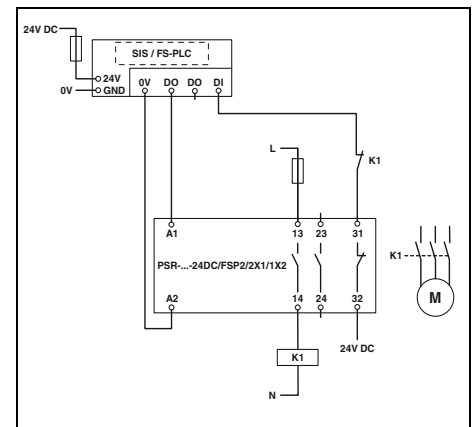 24V DC
SIS / FS-PLC
24V
0V DO DO DI
0V GND
L
K1
A1 13 23 31
PSR-...-24DC/FSP2/2X1/1X2
K1
M
A2 14 24 32
24V DC
K1
N